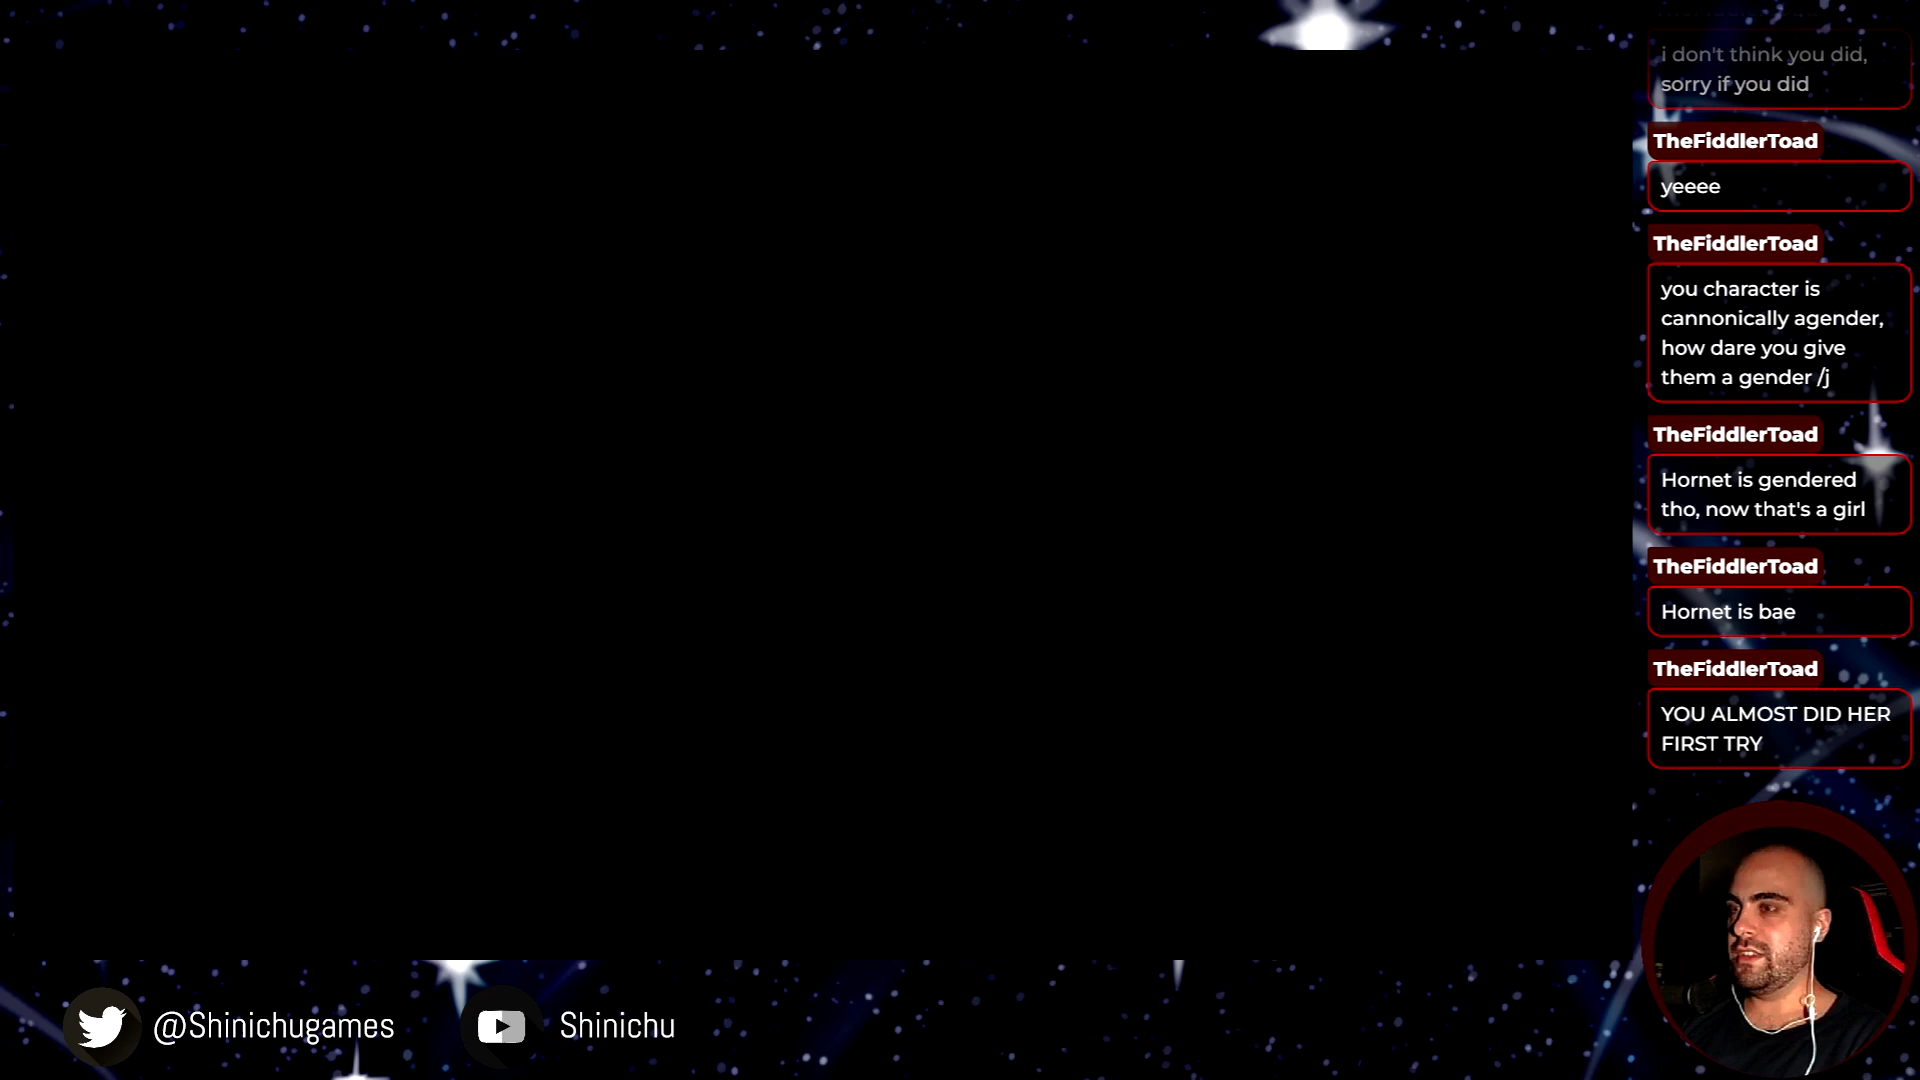 i don't think you did,
sorry if you did
TheFiddlerToad
yeeee
TheFiddlerToad
you character is
cannonically agender,
how dare you give
them a gender /j
TheFiddlerToad
Hornet is gendered
tho, now that's a girl
TheFiddlerToad
Hornet is bae
TheFiddlerToad
YOU ALMOST DID HER
FIRST TRY
@Shinichugames
Shinichu